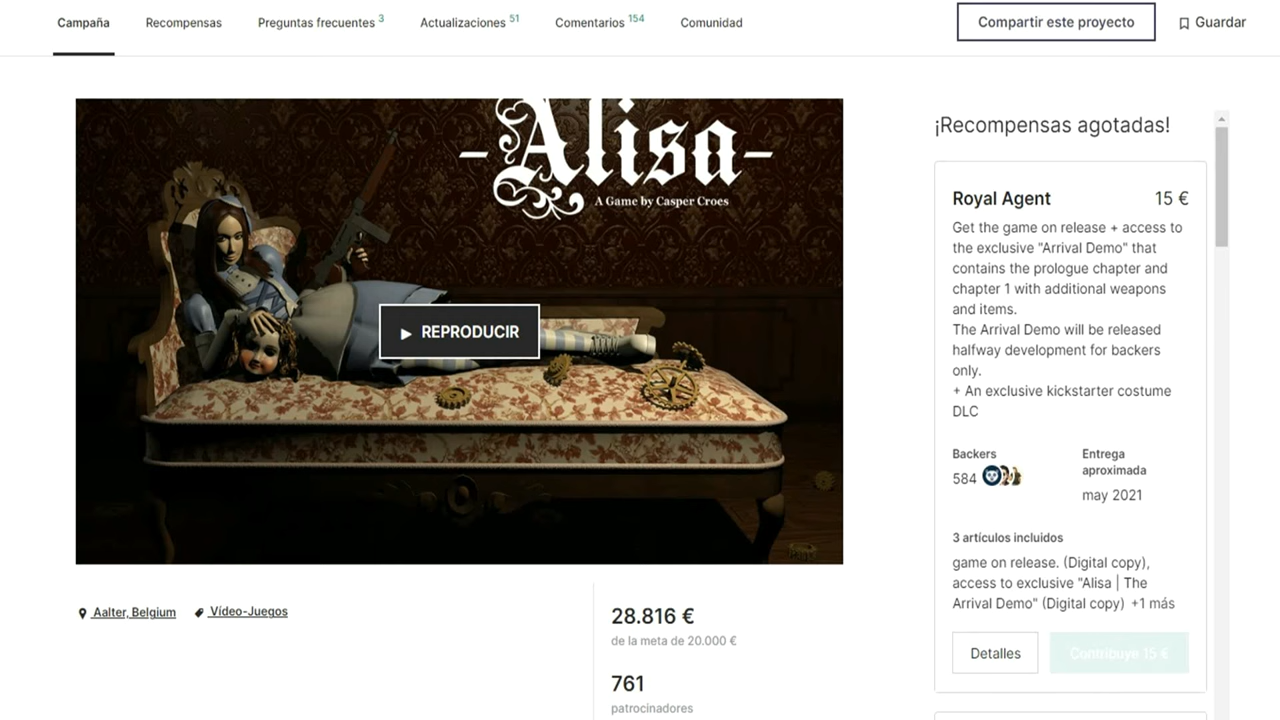 Campaña
Recompensas
Preguntas frecuentes 3
Actualizaciones 51
Comentarios 154
Comunidad
Compartir este proyecto
Guardar
-Alisa-
A Game by Casper Croes
REPRODUCIR
Aalter, Belgium
Vídeo-Juegos
28.816 €
de la meta de 20.000 €
761
patrocinadores
¡Recompensas agotadas!
Royal Agent 15 €
Get the game on release + access to
the exclusive "Arrival Demo" that
contains the prologue chapter and
chapter 1 with additional weapons
and items.
The Arrival Demo will be released
halfway development for backers
only.
+ An exclusive kickstarter costume
DLC
Backers
584
Entrega
aproximada
may 2021
3 artículos incluidos
game on release. (Digital copy),
access to exclusive "Alisa | The
Arrival Demo" (Digital copy) +1 más
Detalles
Contribuye 15 €